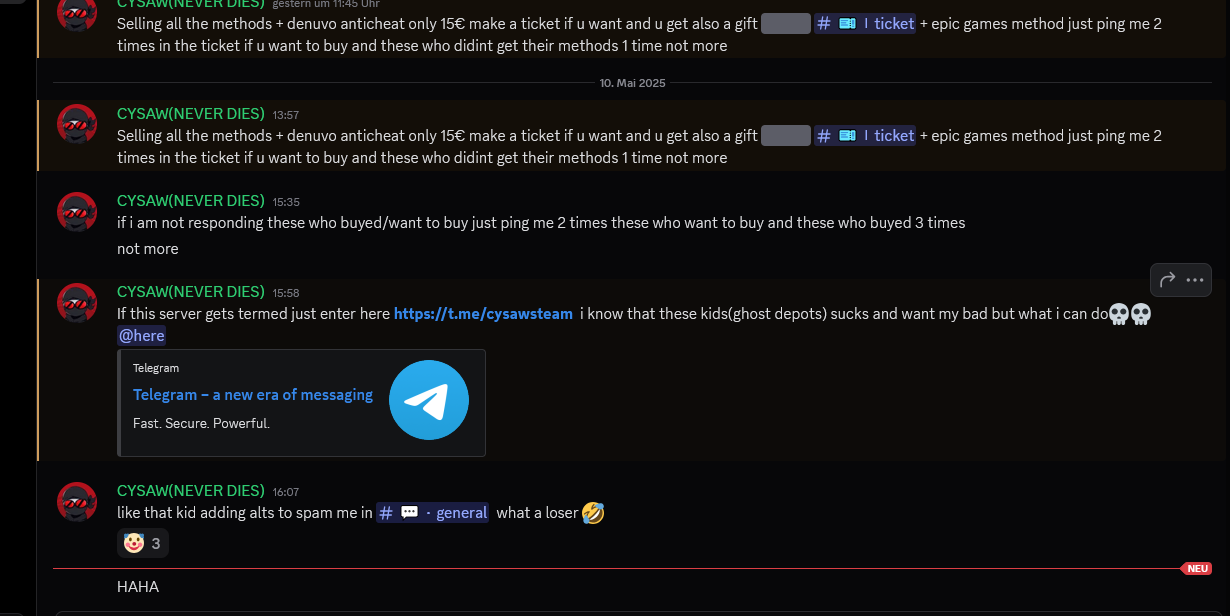 CYSAW(NEVER DIES) gestern um 11:45 Uhr
Selling all the methods + denuvo anticheat only 15€ make a ticket if u want and u get also a gift # 🎟️ | ticket + epic games method just ping me 2
times in the ticket if u want to buy and these who didint get their methods 1 time not more
10. Mai 2025
CYSAW(NEVER DIES) 13:57
Selling all the methods + denuvo anticheat only 15€ make a ticket if u want and u get also a gift # 🎟️ | ticket + epic games method just ping me 2
times in the ticket if u want to buy and these who didint get their methods 1 time not more
CYSAW(NEVER DIES) 15:35
if i am not responding these who buyed/want to buy just ping me 2 times these who want to buy and these who buyed 3 times
not more
CYSAW(NEVER DIES) 15:58
If this server gets termed just enter here https://t.me/cysawsteam i know that these kids(ghost depots) sucks and want my bad but what i can do💀💀
@here
Telegram
Telegram – a new era of messaging
Fast. Secure. Powerful.
CYSAW(NEVER DIES) 16:07
like that kid adding alts to spam me in # 💬 · general what a loser 🤣
🤡 3
NEU
HAHA